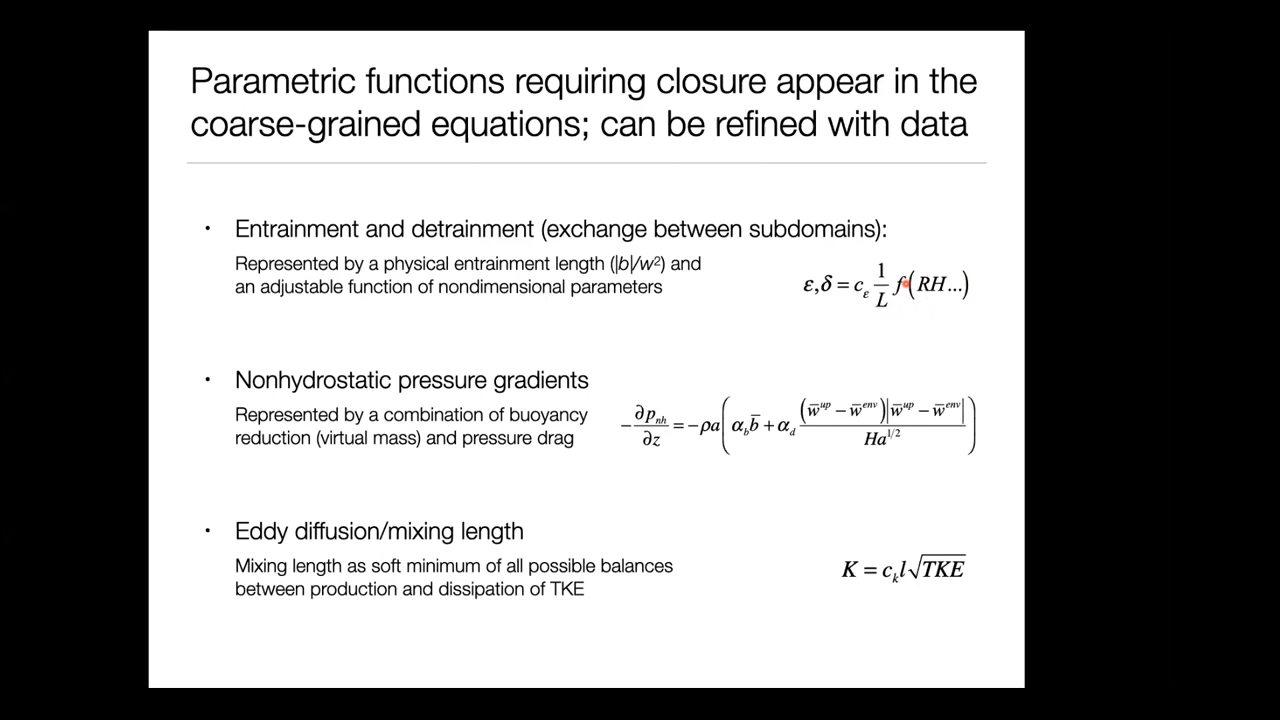 Parametric functions requiring closure appear in the
coarse-grained equations; can be refined with data
• Entrainment and detrainment (exchange between subdomains):
Represented by a physical entrainment length (|b|/w²) and
an adjustable function of nondimensional parameters
ε,δ = c_ε 1/L f(RH...)
• Nonhydrostatic pressure gradients
Represented by a combination of buoyancy
reduction (virtual mass) and pressure drag
−∂p_nh/∂z = −ρa(α_b b̄ + α_d (w̄^up − w̄^env)|w̄^up − w̄^env| / Ha^1/2)
• Eddy diffusion/mixing length
Mixing length as soft minimum of all possible balances
between production and dissipation of TKE
K = c_k l√TKE